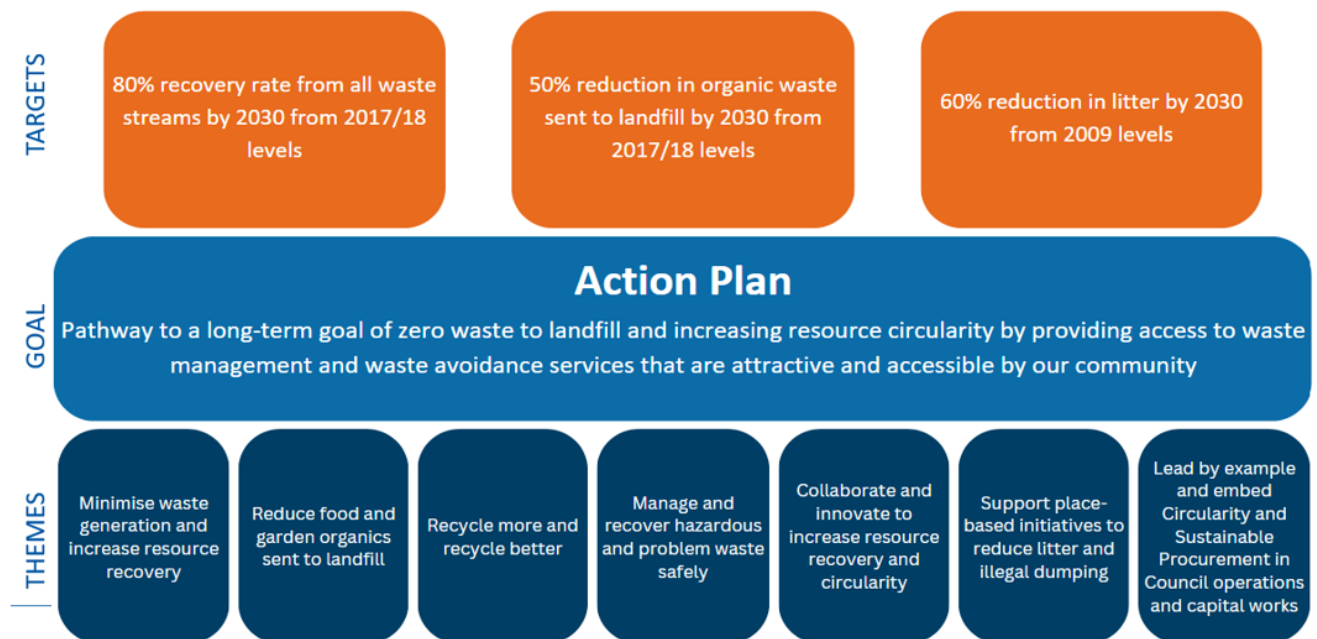 TARGETS
80% recovery rate from all waste
streams by 2030 from 2017/18
levels
50% reduction in organic waste
sent to landfill by 2030 from
2017/18 levels
60% reduction in litter by 2030
from 2009 levels
GOAL
Action Plan
Pathway to a long-term goal of zero waste to landfill and increasing resource circularity by providing access to waste
management and waste avoidance services that are attractive and accessible by our community
THEMES
Minimise waste
generation and
increase resource
recovery
Reduce food and
garden organics
sent to landfill
Recycle more and
recycle better
Manage and
recover hazardous
and problem waste
safely
Collaborate and
innovate to
increase resource
recovery and
circularity
Support place-
based initiatives to
reduce litter and
illegal dumping
Lead by example
and embed
Circularity and
Sustainable
Procurement in
Council operations
and capital works